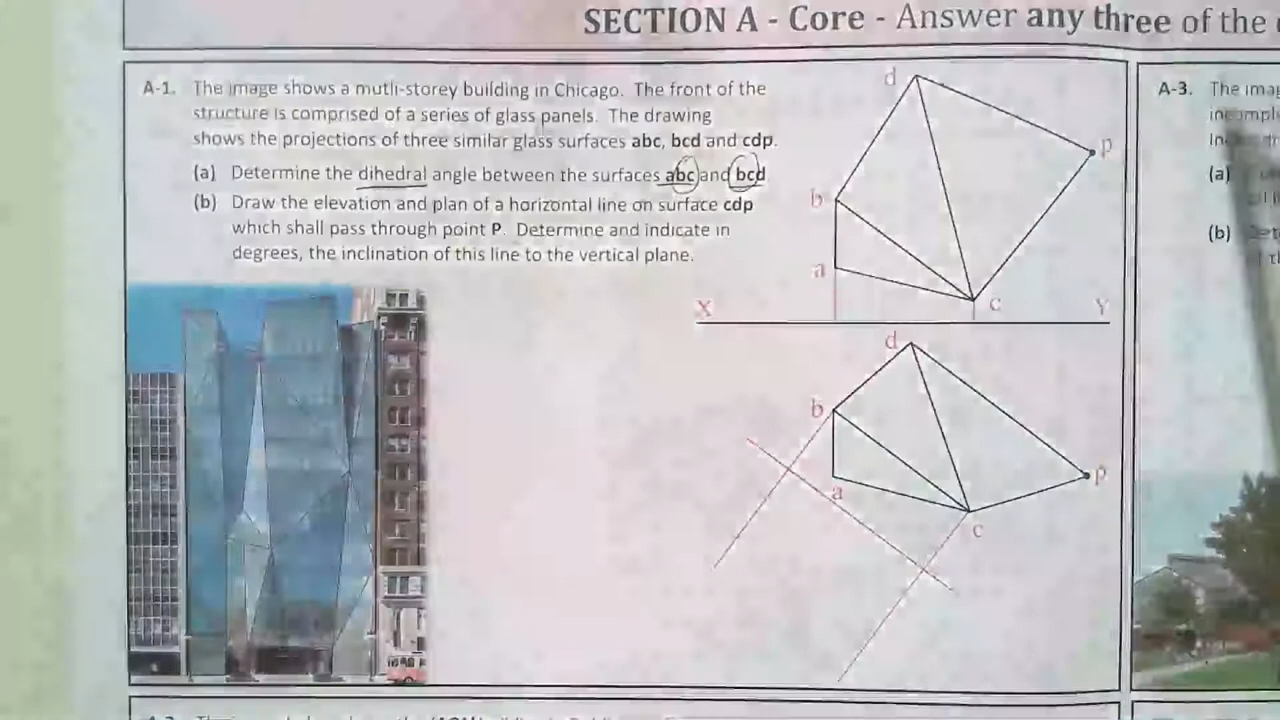 SECTION A - Core - Answer any three of the
A-1. The image shows a mutli-storey building in Chicago. The front of the
structure is comprised of a series of glass panels. The drawing
shows the projections of three similar glass surfaces abc, bcd and cdp.
(a) Determine the dihedral angle between the surfaces abc and bcd
(b) Draw the elevation and plan of a horizontal line on surface cdp
which shall pass through point P. Determine and indicate in
degrees, the inclination of this line to the vertical plane.
d
p
b
a
c
X
Y
d
b
p
a
c
A-3. The
(a)
(b)